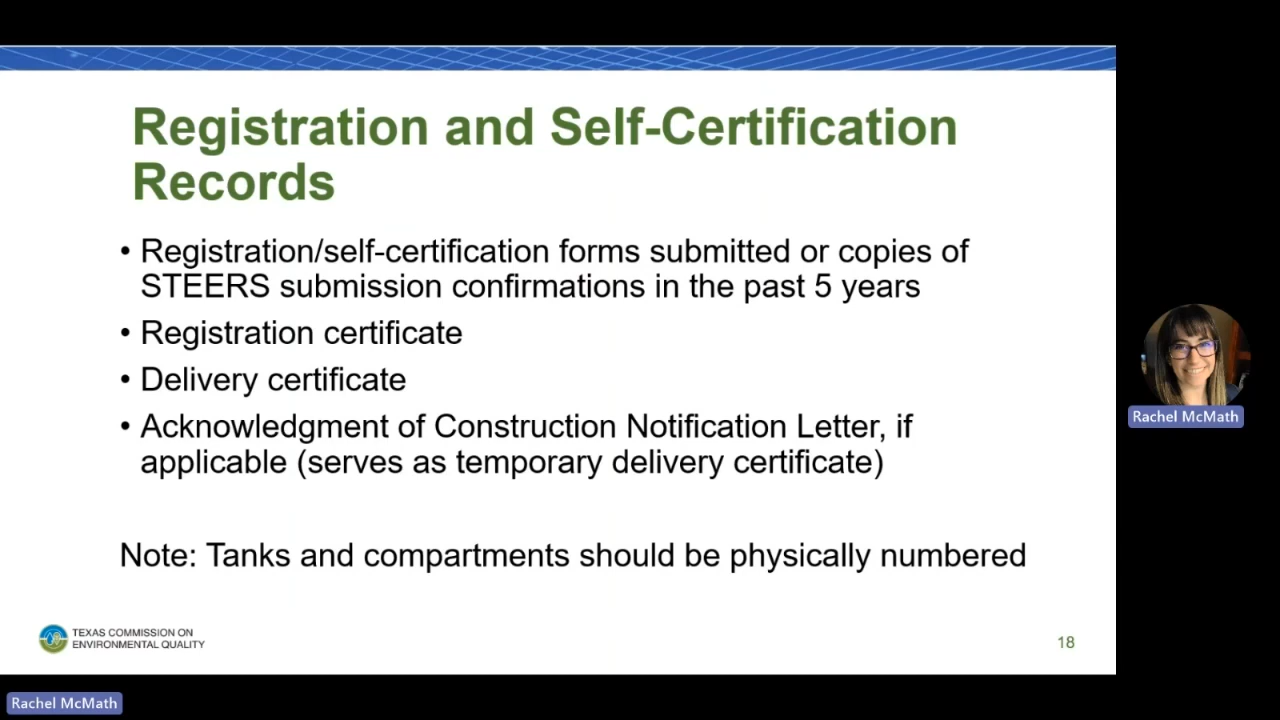 Registration and Self-Certification
Records
• Registration/self-certification forms submitted or copies of
STEERS submission confirmations in the past 5 years
• Registration certificate
• Delivery certificate
• Acknowledgment of Construction Notification Letter, if
applicable (serves as temporary delivery certificate)
Note: Tanks and compartments should be physically numbered
TEXAS COMMISSION ON
ENVIRONMENTAL QUALITY
18
Rachel McMath
Rachel McMath